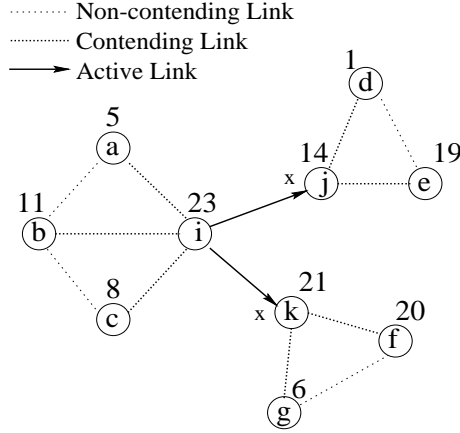 Non-contending Link
Contending Link
Active Link
1
d
5
a
14
x
j
19
e
11
b
23
i
8
c
21
x
k
20
f
6
g